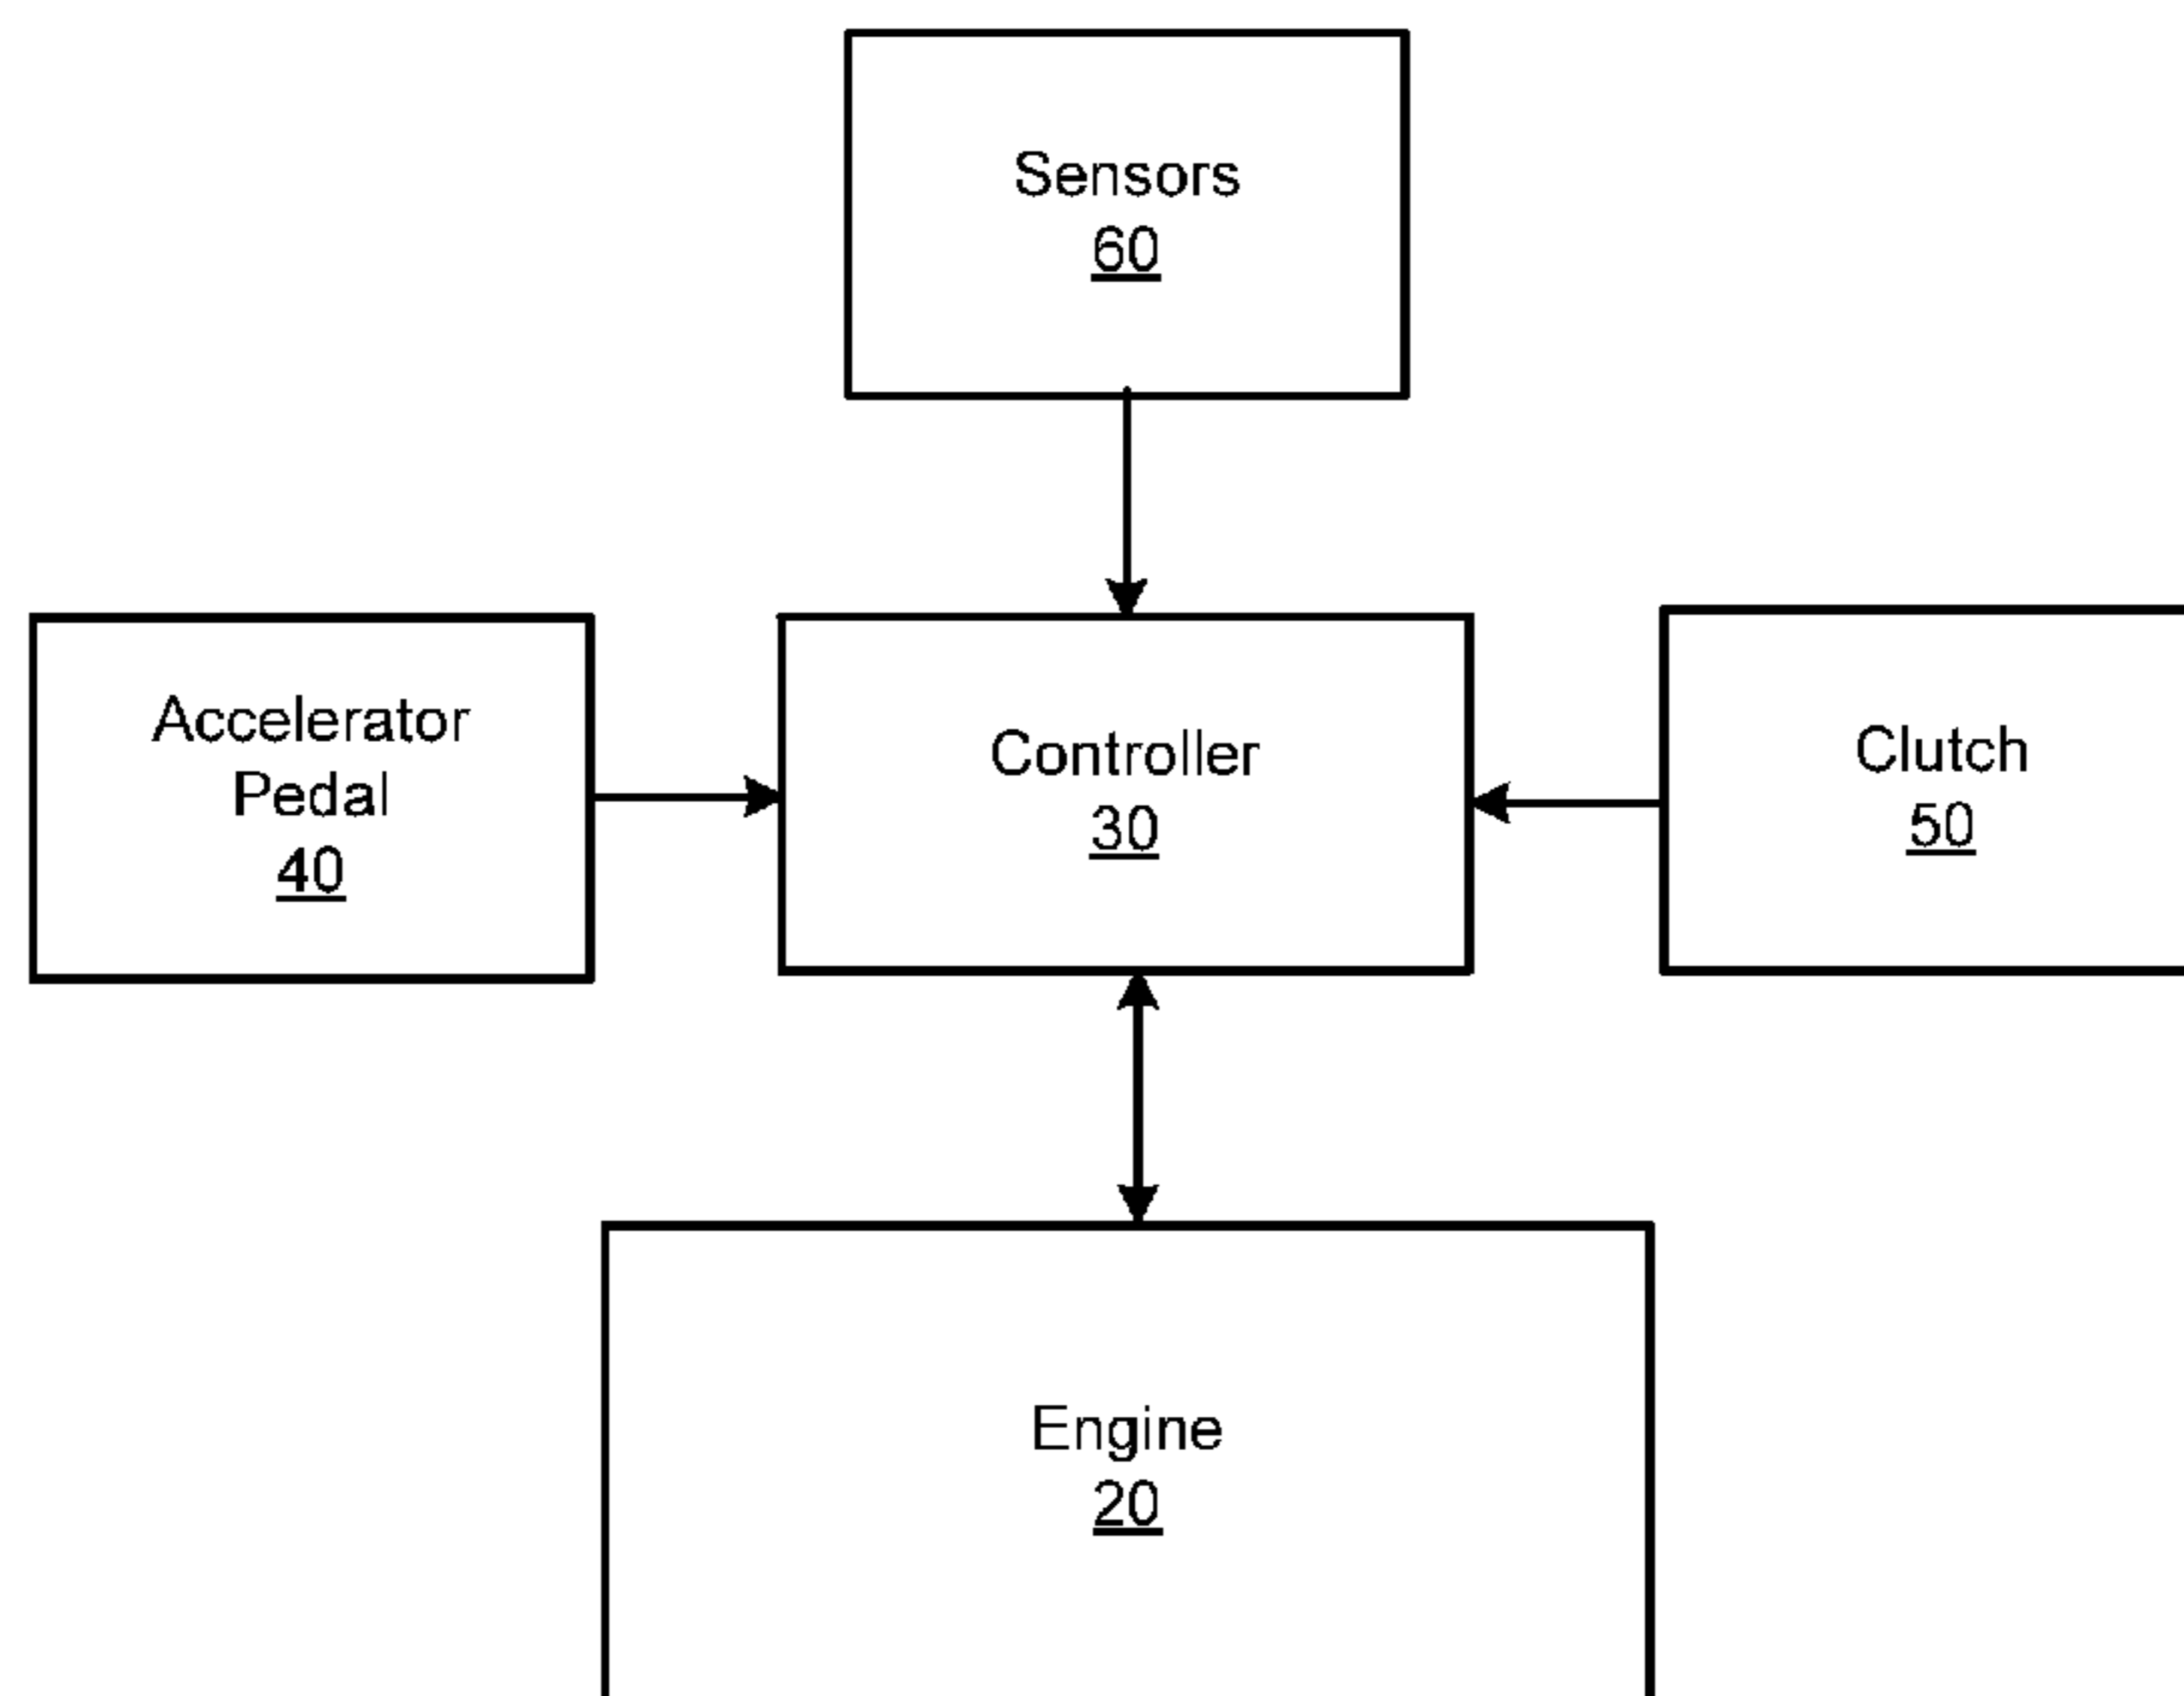 Sensors
60
Accelerator
Pedal
40
Controller
30
Clutch
50
Engine
20